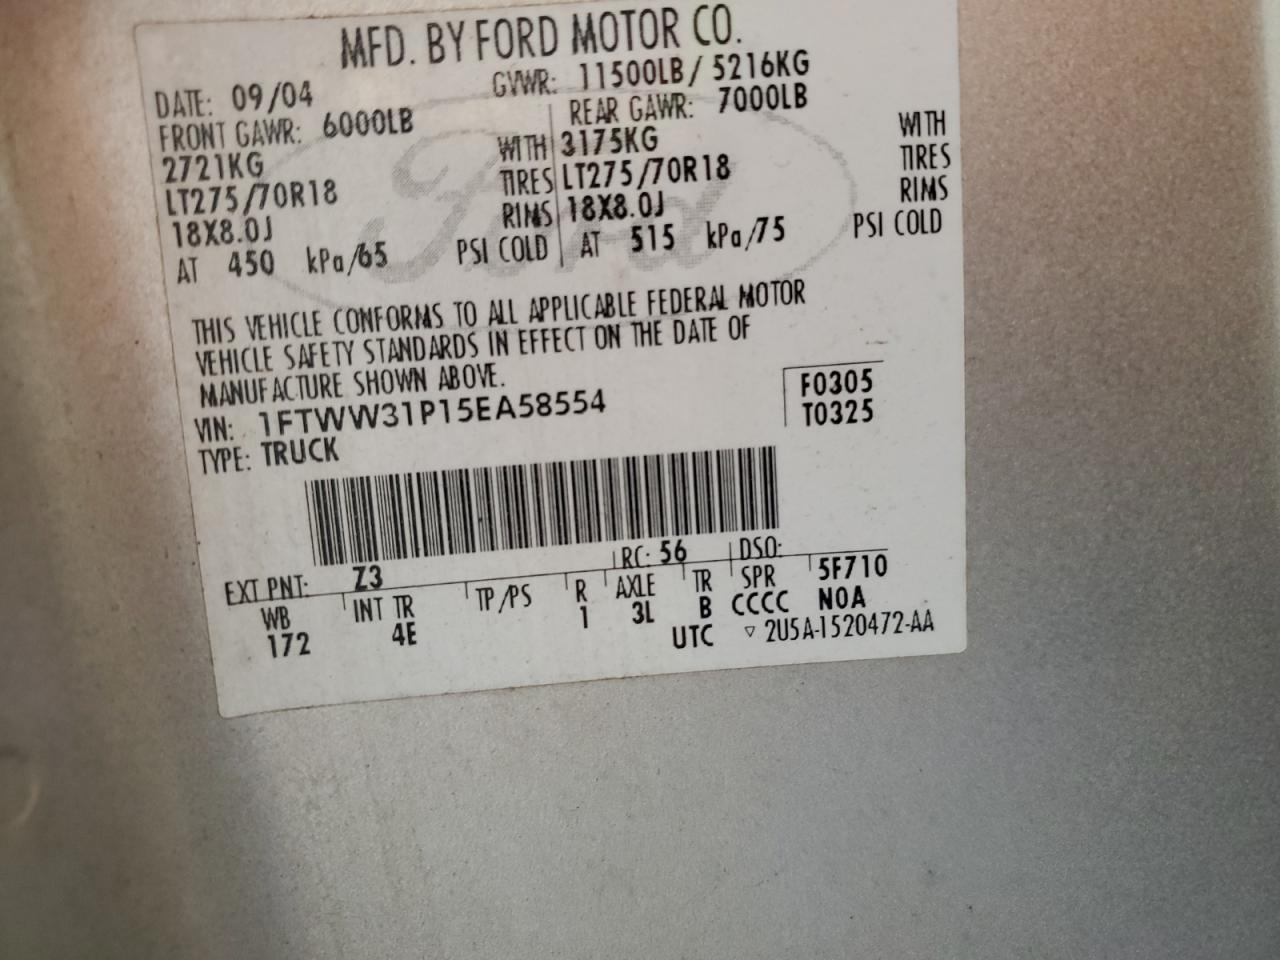 MFD. BY FORD MOTOR CO.
DATE: 09/04 GVWR: 11500LB/ 5216KG
FRONT GAWR: 6000LB REAR GAWR: 7000LB
2721KG WITH 3175KG WITH
LT275/70R18 TIRES LT275/70R18 TIRES
18X8.0J RIMS 18X8.0J RIMS
AT 450 kPa/65 PSI COLD AT 515 kPa/75 PSI COLD
THIS VEHICLE CONFORMS TO ALL APPLICABLE FEDERAL MOTOR
VEHICLE SAFETY STANDARDS IN EFFECT ON THE DATE OF
MANUFACTURE SHOWN ABOVE.
F0305
VIN: 1FTWW31P15EA58554
T0325
TYPE: TRUCK
EXT PNT: Z3 RC: 56 DSO:
WB INT TR TP/PS R AXLE TR SPR 5F710
172 4E 1 3L B CCCC N0A
UTC ▽ 2U5A-1520472-AA
Ford